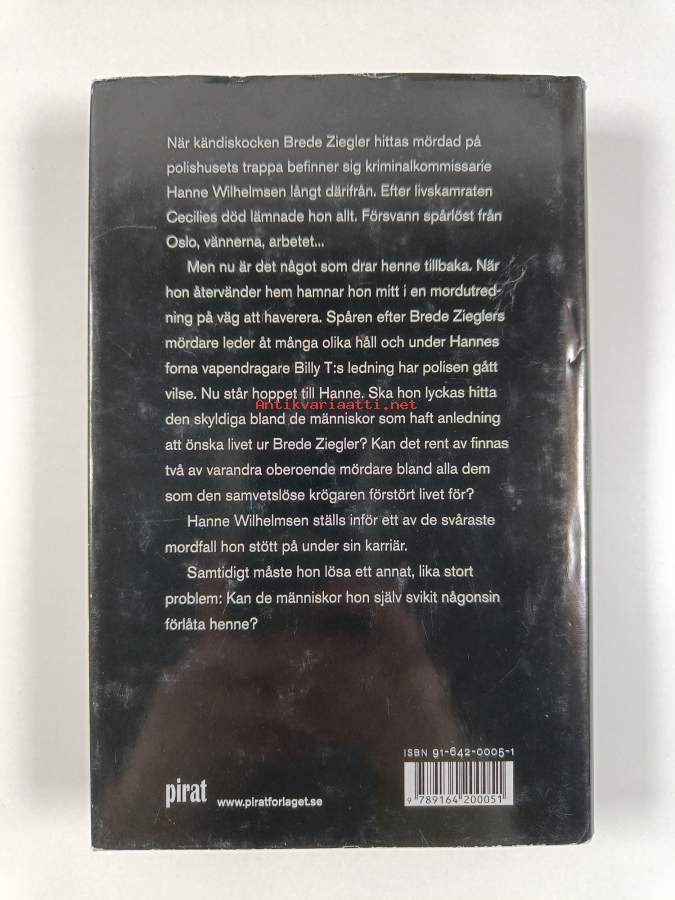 När kändiskocken Brede Ziegler hittas mördad på
polishusets trappa befinner sig kriminalkommissarie
Hanne Wilhelmsen långt därifrån. Efter livskamraten
Cecilies död lämnade hon allt. Försvann spårlöst från
Oslo, vännerna, arbetet...
Men nu är det något som drar henne tillbaka. När
hon återvänder hem hamnar hon mitt i en mordutred-
ning på väg att haverera. Spåren efter Brede Zieglers
mördare leder åt många olika håll och under Hannes
forna vapendragare Billy T:s ledning har polisen gått
vilse. Nu står hoppet till Hanne. Ska hon lyckas hitta
Antikvariaatti.net
den skyldiga bland de människor som haft anledning
att önska livet ur Brede Ziegler? Kan det rent av finnas
två av varandra oberoende mördare bland alla dem
som den samvetslöse krögaren förstört livet för?
Hanne Wilhelmsen ställs inför ett av de svåraste
mordfall hon stött på under sin karriär.
Samtidigt måste hon lösa ett annat, lika stort
problem: Kan de människor hon själv svikit någonsin
förlåta henne?
ISBN 91-642-0005-1
pirat www.piratforlaget.se
9 789164 200051